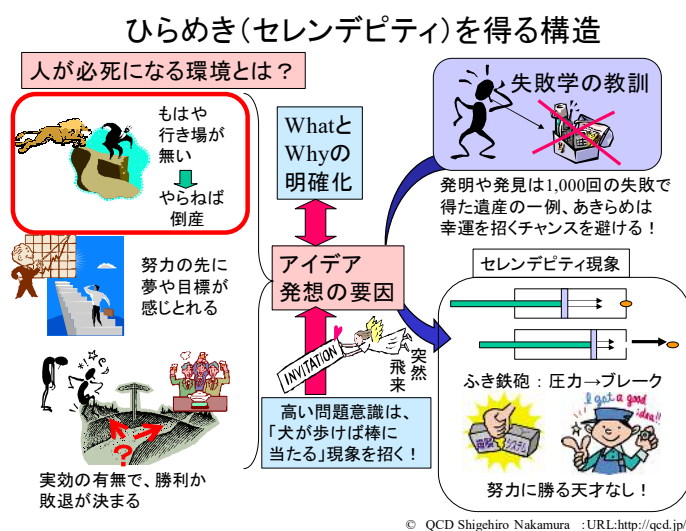 ひらめき(セレンデピティ)を得る構造
人が必死になる環境とは？
もはや
行き場が
無い
やらねば
倒産
努力の先に
夢や目標が
感じとれる
?
実効の有無で、勝利か
敗退が決まる
Whatと
Whyの
明確化
アイデア
発想の要因
INVITATION
突然
飛来
高い問題意識は、
「犬が歩けば棒に
当たる」現象を招く！
失敗学の教訓
発明や発見は1,000回の失敗で
得た遺産の一例、あきらめは
幸運を招くチャンスを避ける！
セレンデピティ現象
ふき鉄砲：圧力→ブレーク
I got a good
idea!!
システム
努力に勝る天才なし！
© QCD Shigehiro Nakamura :URL:http://qcd.jp/